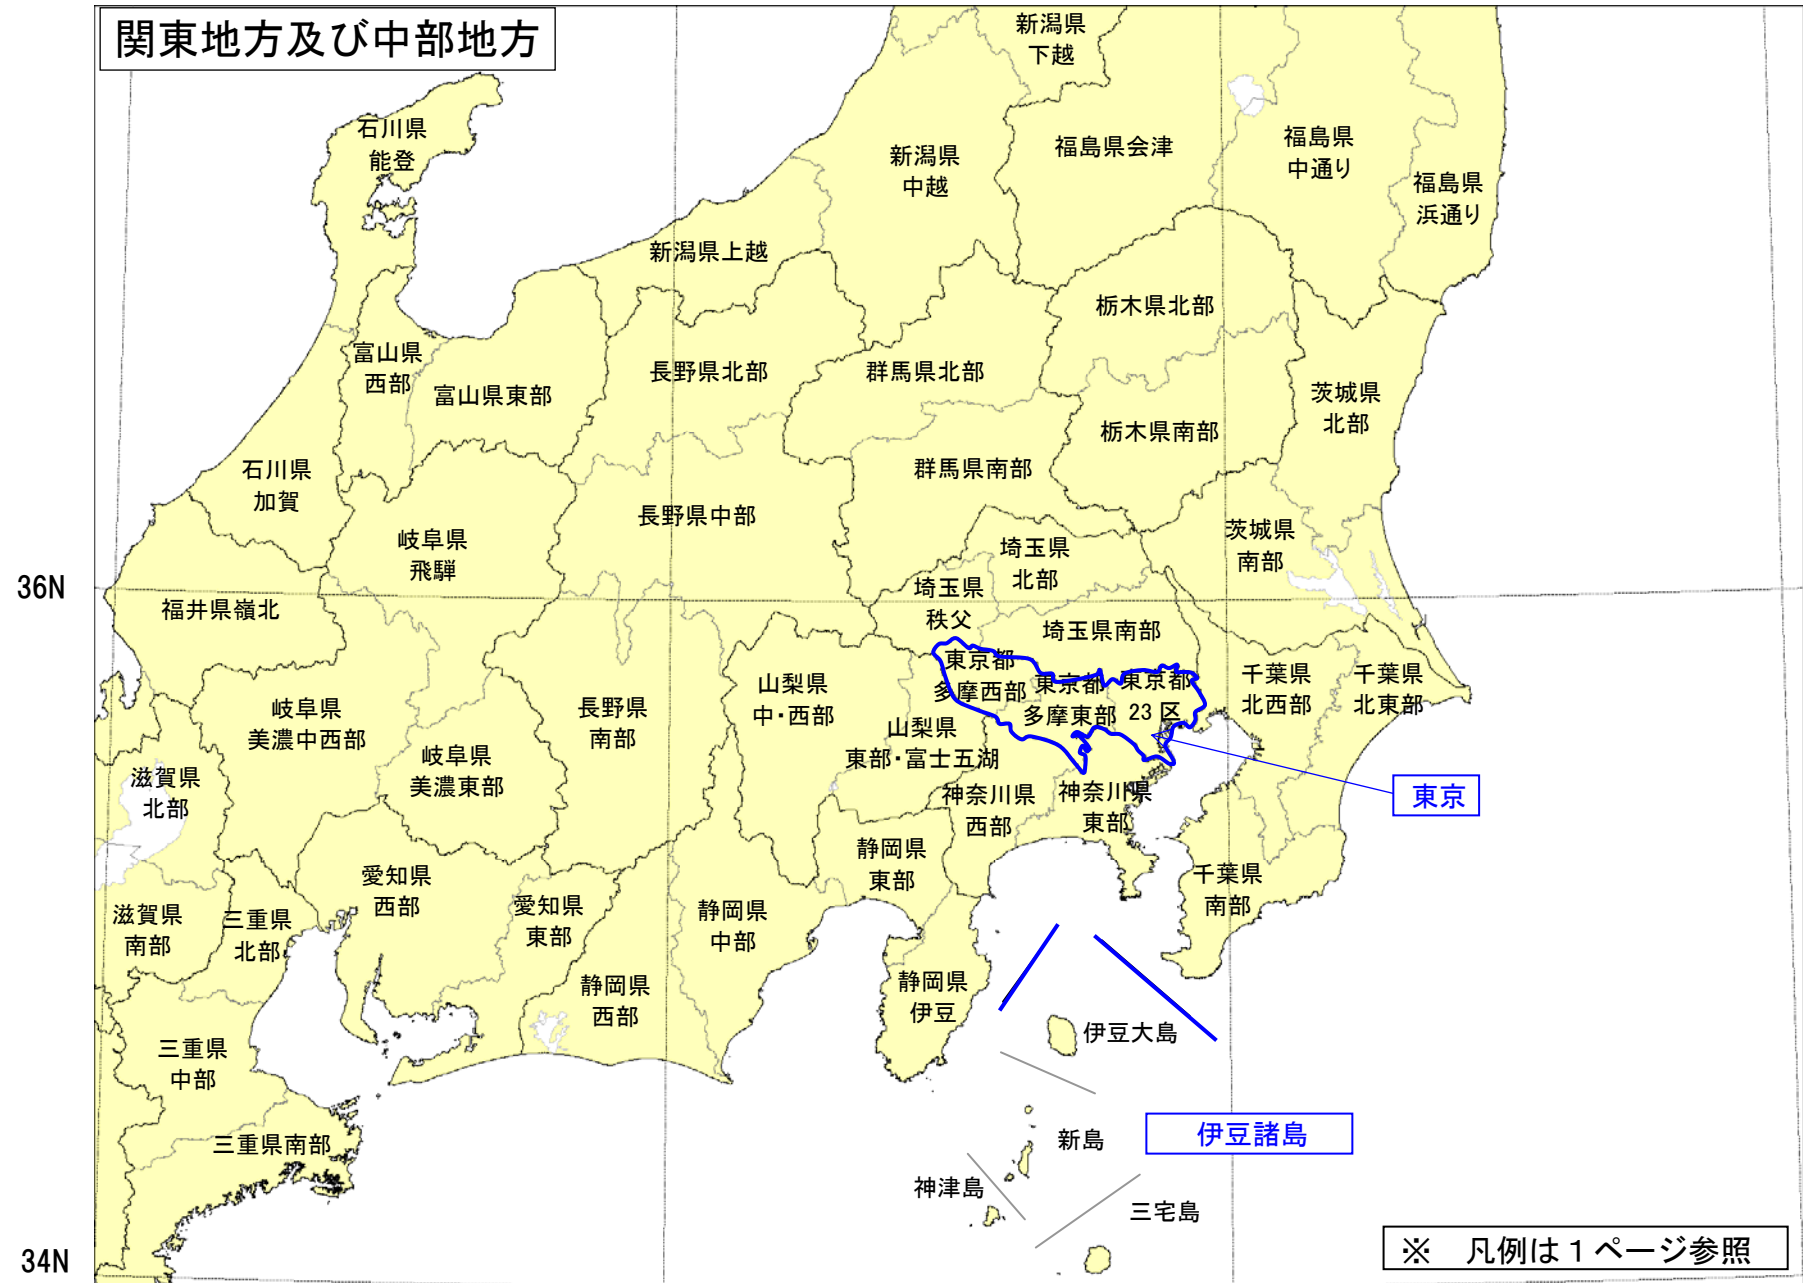 関東地方及び中部地方
新潟県
下越
石川県
能登
新潟県
中越
福島県会津
福島県
中通り
福島県
浜通り
新潟県上越
栃木県北部
富山県
西部
富山県東部
長野県北部
群馬県北部
茨城県
北部
栃木県南部
石川県
加賀
群馬県南部
長野県中部
岐阜県
飛騨
埼玉県
北部
茨城県
南部
36N
福井県嶺北
埼玉県
秩父
埼玉県南部
東京都
多摩西部
東京都
多摩東部
東京都
23区
千葉県
北西部
千葉県
北東部
岐阜県
美濃中西部
長野県
南部
山梨県
中・西部
山梨県
東部・富士五湖
岐阜県
美濃東部
滋賀県
北部
神奈川県
西部
神奈川県
東部
東京
愛知県
西部
静岡県
東部
千葉県
南部
滋賀県
南部
三重県
北部
愛知県
東部
静岡県
中部
静岡県
西部
静岡県
伊豆
伊豆大島
三重県
中部
三重県南部
新島
伊豆諸島
神津島
三宅島
34N
※　凡例は１ページ参照